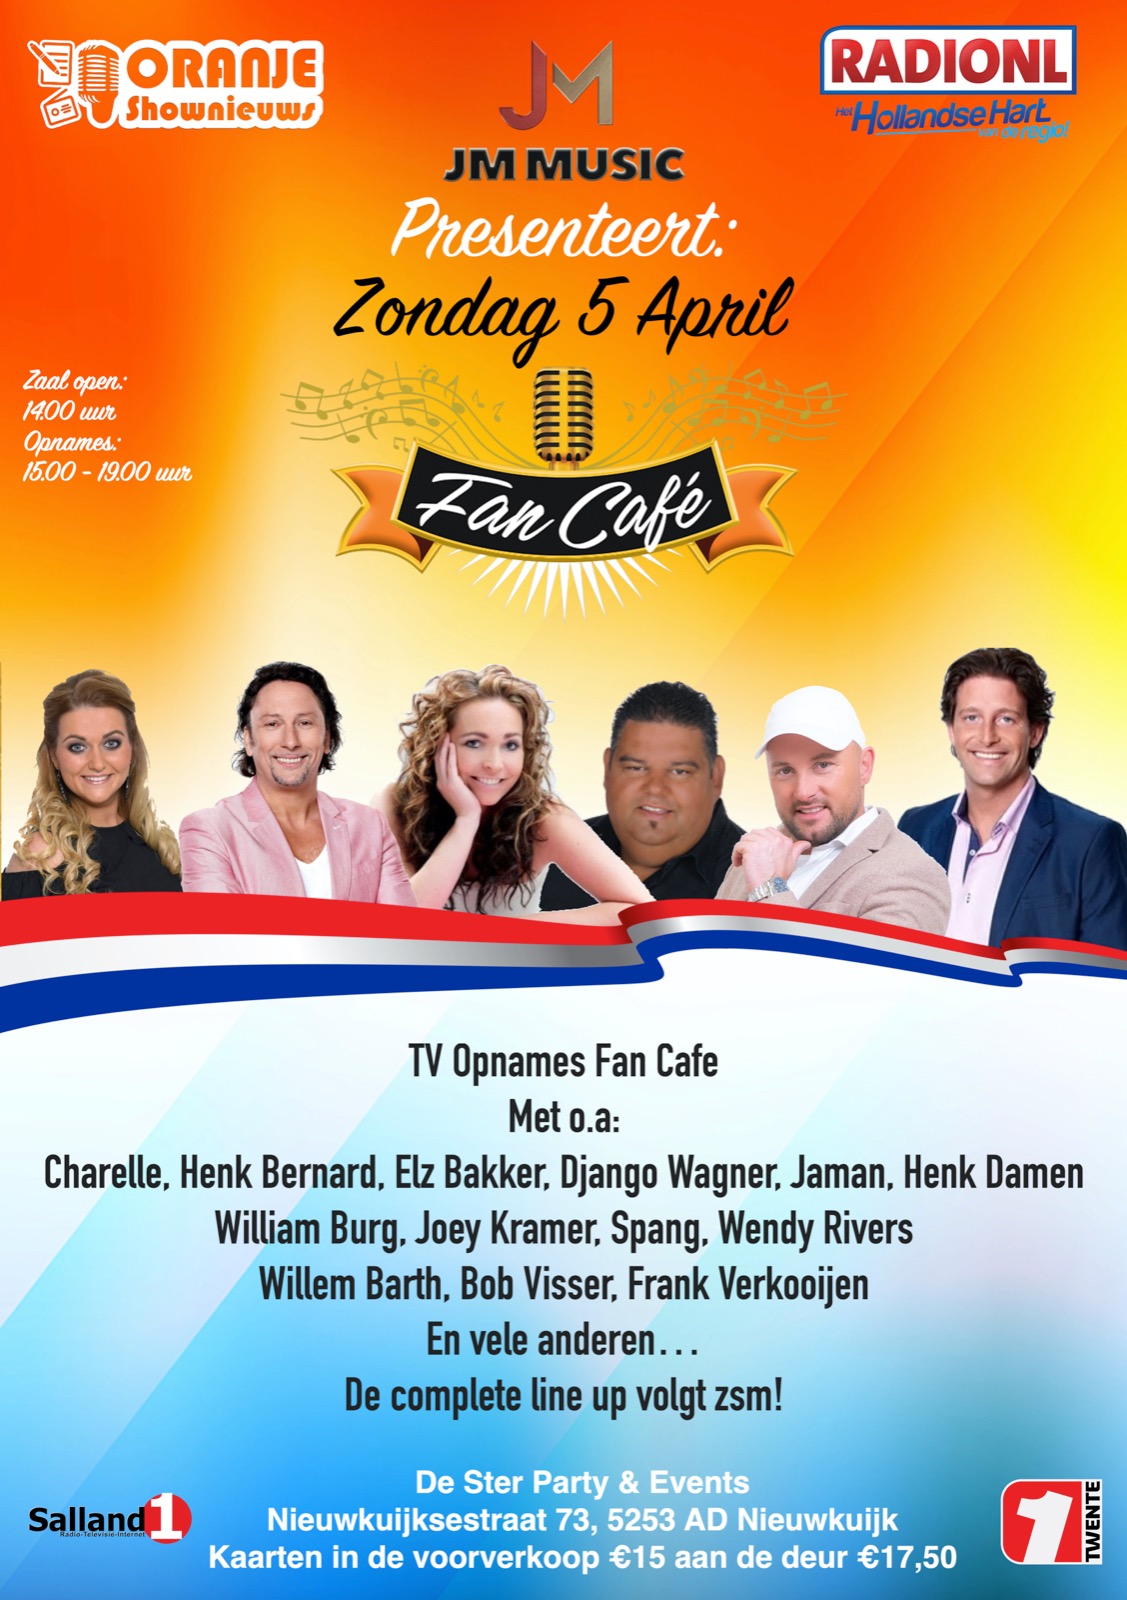 ORANJE
Shownieuws
JM
JM MUSIC
RADIONL
Het Hollandse Hart
van de regio!
Presenteert:
Zondag 5 April
Zaal open:
14.00 uur
Opnames:
15.00 - 19.00 uur
Fan Café
TV Opnames Fan Cafe
Met o.a:
Charelle, Henk Bernard, Elz Bakker, Django Wagner, Jaman, Henk Damen
William Burg, Joey Kramer, Spang, Wendy Rivers
Willem Barth, Bob Visser, Frank Verkooijen
En vele anderen...
De complete line up volgt zsm!
De Ster Party & Events
Nieuwkuijksestraat 73, 5253 AD Nieuwkuijk
Kaarten in de voorverkoop €15 aan de deur €17,50
Salland 1
Radio-Televisie-Internet
1 TWENTE